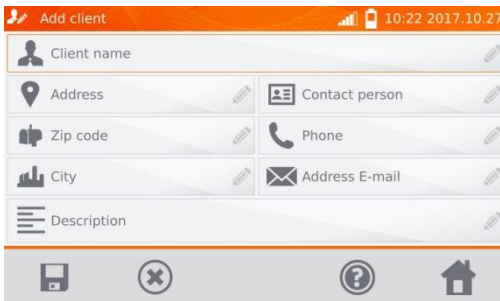 Add client 10:22 2017.10.27
Client name
Address Contact person
Zip code Phone
City Address E-mail
Description